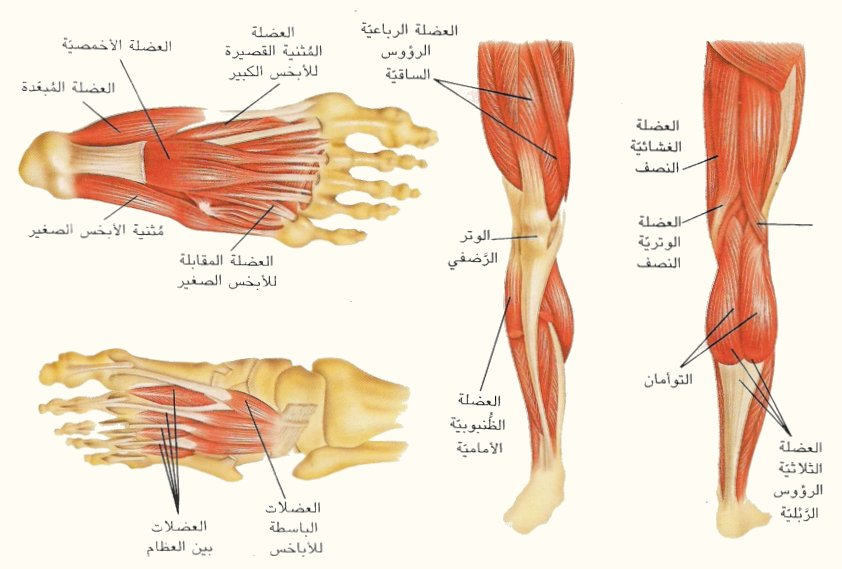 العضلة الأخمصيّة
العضلة
المُثنية القصيرة
للأبخس الكبير
العضلة المُبعّدة
مُثنية الأبخس الصغير
العضلة المقابلة
للأبخس الصغير
العضلة الرباعيّة
الرؤوس
الساقيّة
الوتر
الرَّضفي
العضلة
الظُّنبوبيّة
الأماميّة
العضلة
الغشائيّة
النصف
العضلة
الوتريّة
النصف
التوأمان
العضلة
الثلاثيّة
الرؤوس
الرَّبْليّة
العضلات
بين العظام
العضلات
الباسطة
للأباخس